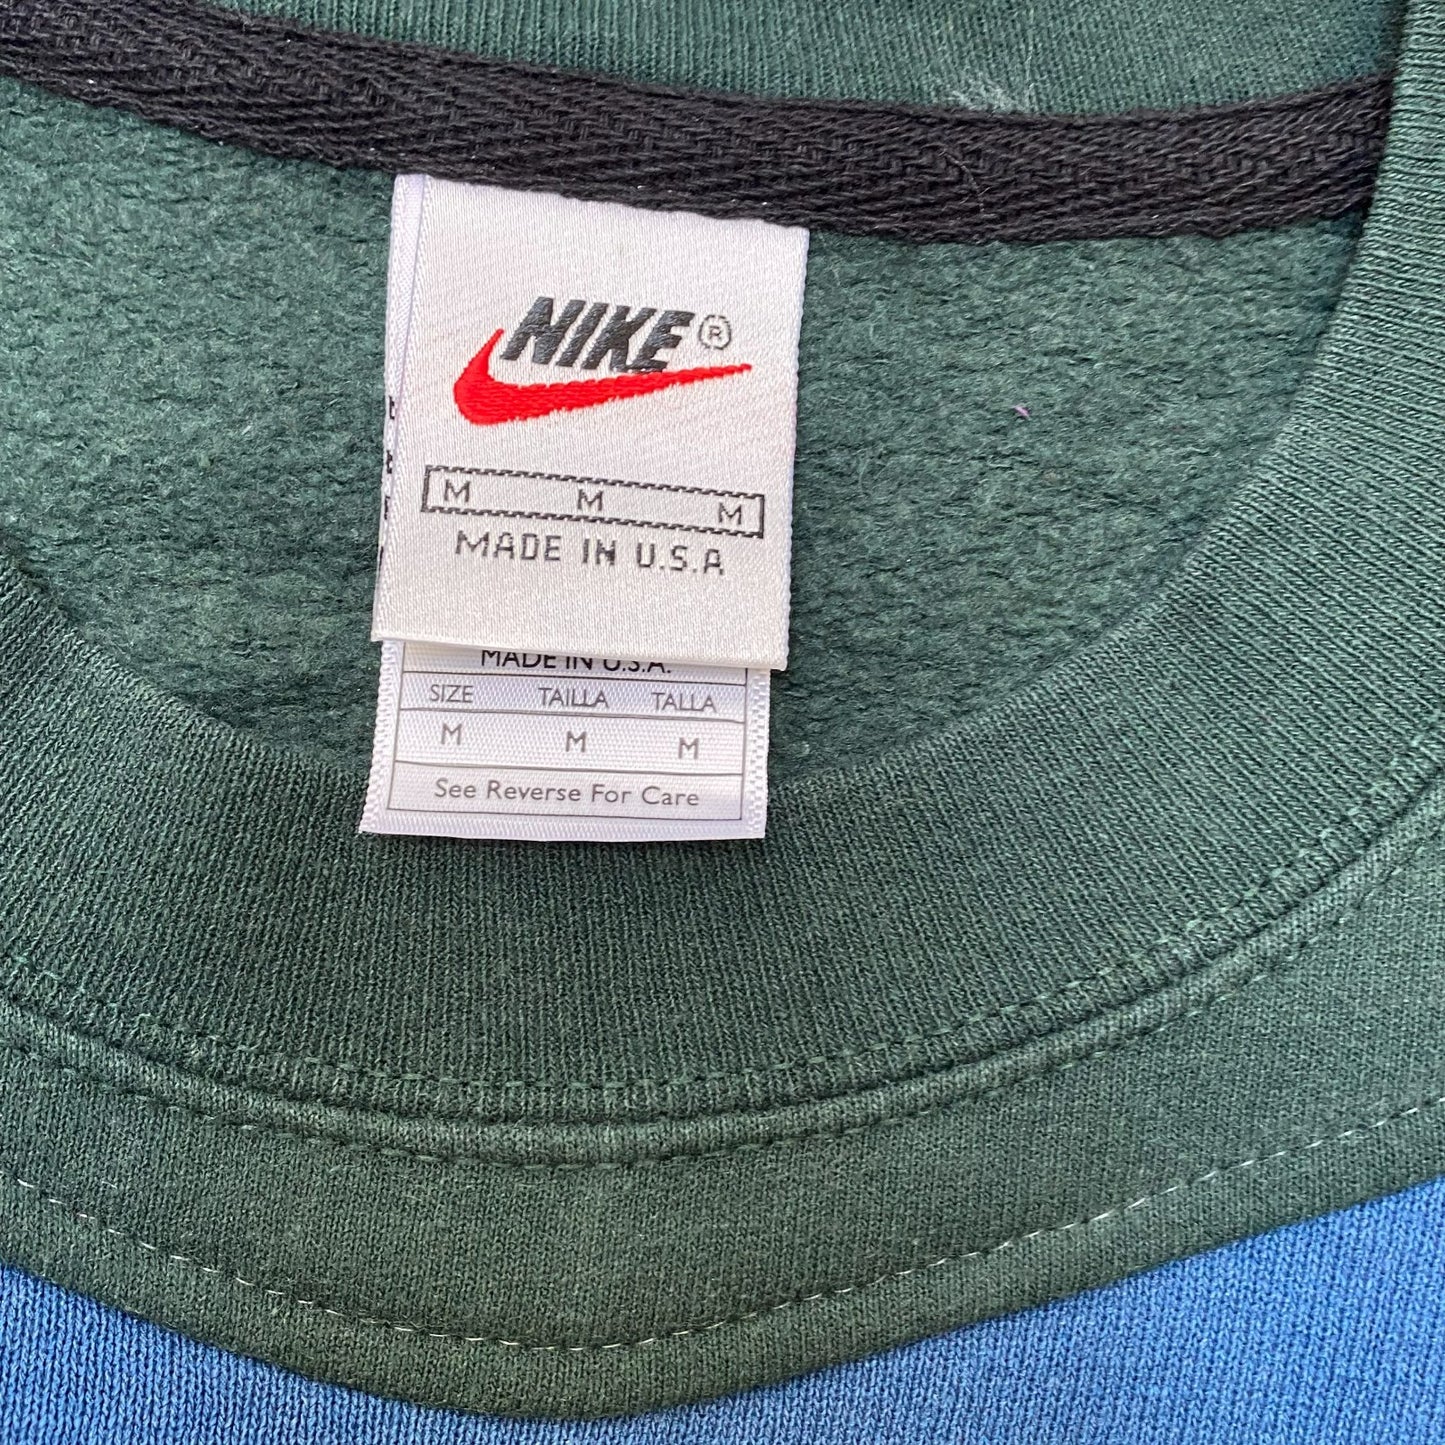 NIKE®
M M M
MADE IN U.S.A
MADE IN U.S.A.
SIZE TAILLA TALLA
M M M
See Reverse For Care